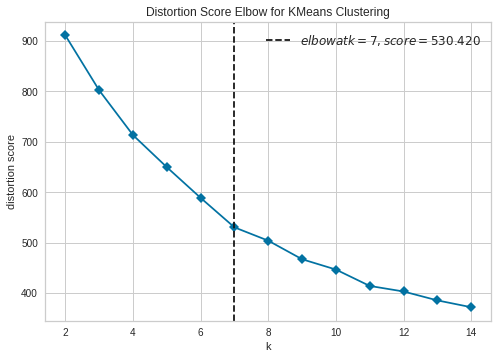 Distortion Score Elbow for KMeans Clustering
elbowatk = 7, score = 530.420
distortion score
900
800
700
600
500
400
2 4 6 8 10 12 14
k